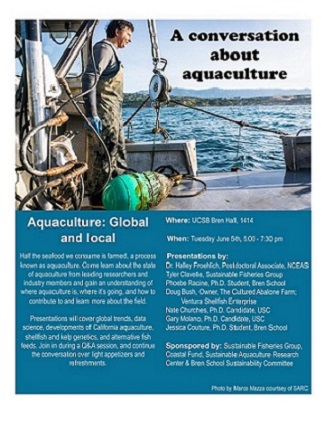 A conversation
about
aquaculture
Aquaculture: Global
and local
Half the seafood we consume is farmed, a process
known as aquaculture. Come learn about the state
of aquaculture from leading researchers and
industry members and gain an understanding of
where aquaculture is, where it's going, and how to
contribute to and learn more about the field.
Presentations will cover global trends, data
science, developments of California aquaculture,
shellfish and kelp genetics, and alternative fish
feeds. Join in during a Q&A session, and continue
the conversation over light appetizers and
refreshments.
Where: UCSB Bren Hall, 1414
When: Tuesday June 5th, 5:00 - 7:30 pm
Presentations by:
Dr. Halley Froehlich, Postdoctoral Associate, NCEAS
Tyler Clavelle, Sustainable Fisheries Group
Phoebe Racine, Ph.D. Student, Bren School
Doug Bush, Owner, The Cultured Abalone Farm;
Ventura Shellfish Enterprise
Nate Churches, Ph.D. Candidate, USC
Gary Molano, Ph.D. Candidate, USC
Jessica Couture, Ph.D. Student, Bren School
Sponsored by: Sustainable Fisheries Group,
Coastal Fund, Sustainable Aquaculture Research
Center & Bren School Sustainability Committee
Photo by Mazza courtesy of SARC